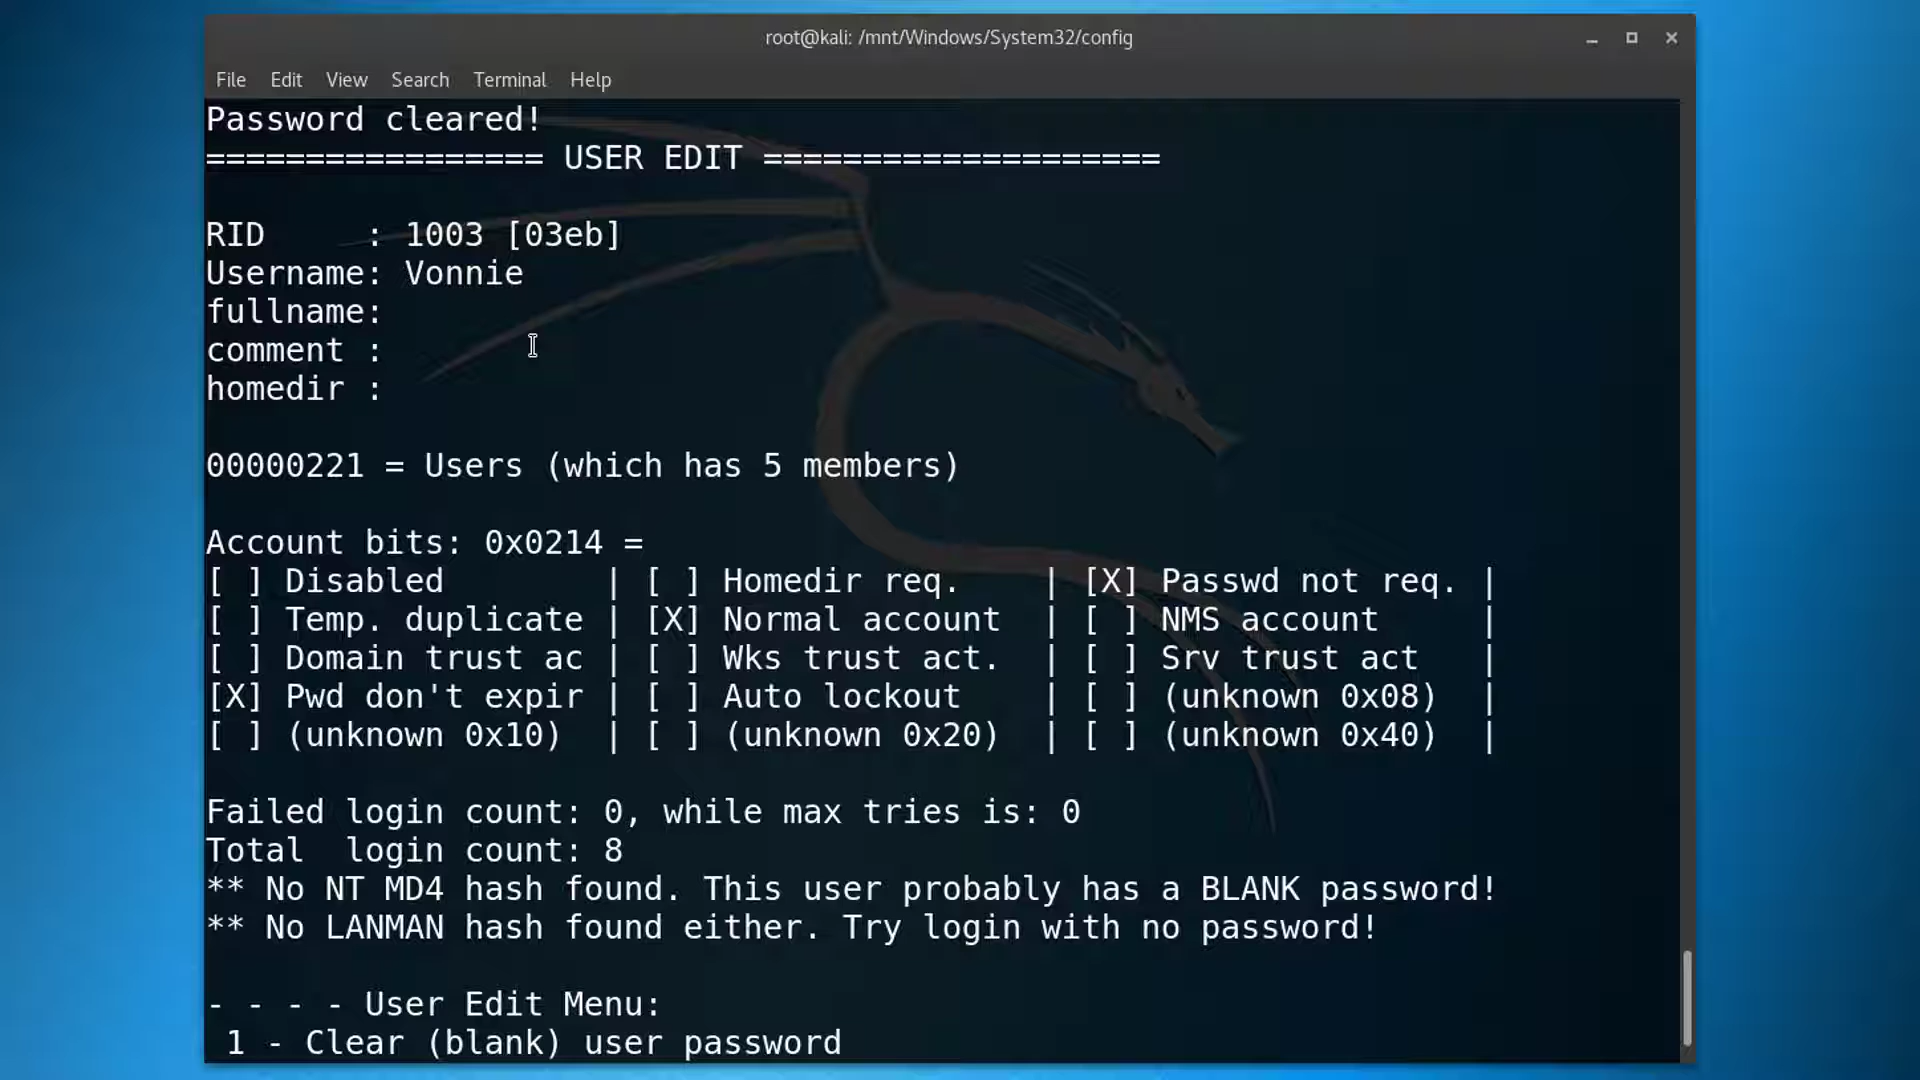 root@kali: /mnt/Windows/System32/config
File Edit View Search Terminal Help
Password cleared!
================= USER EDIT ====================
RID     : 1003 [03eb]
Username: Vonnie
fullname:
comment :
homedir :
00000221 = Users (which has 5 members)
Account bits: 0x0214 =
[ ] Disabled        | [ ] Homedir req.    | [X] Passwd not req. |
[ ] Temp. duplicate | [X] Normal account  | [ ] NMS account     |
[ ] Domain trust ac | [ ] Wks trust act.  | [ ] Srv trust act   |
[X] Pwd don't expir | [ ] Auto lockout    | [ ] (unknown 0x08)  |
[ ] (unknown 0x10)  | [ ] (unknown 0x20)  | [ ] (unknown 0x40)  |
Failed login count: 0, while max tries is: 0
Total  login count: 8
** No NT MD4 hash found. This user probably has a BLANK password!
** No LANMAN hash found either. Try login with no password!
- - - - User Edit Menu:
 1 - Clear (blank) user password